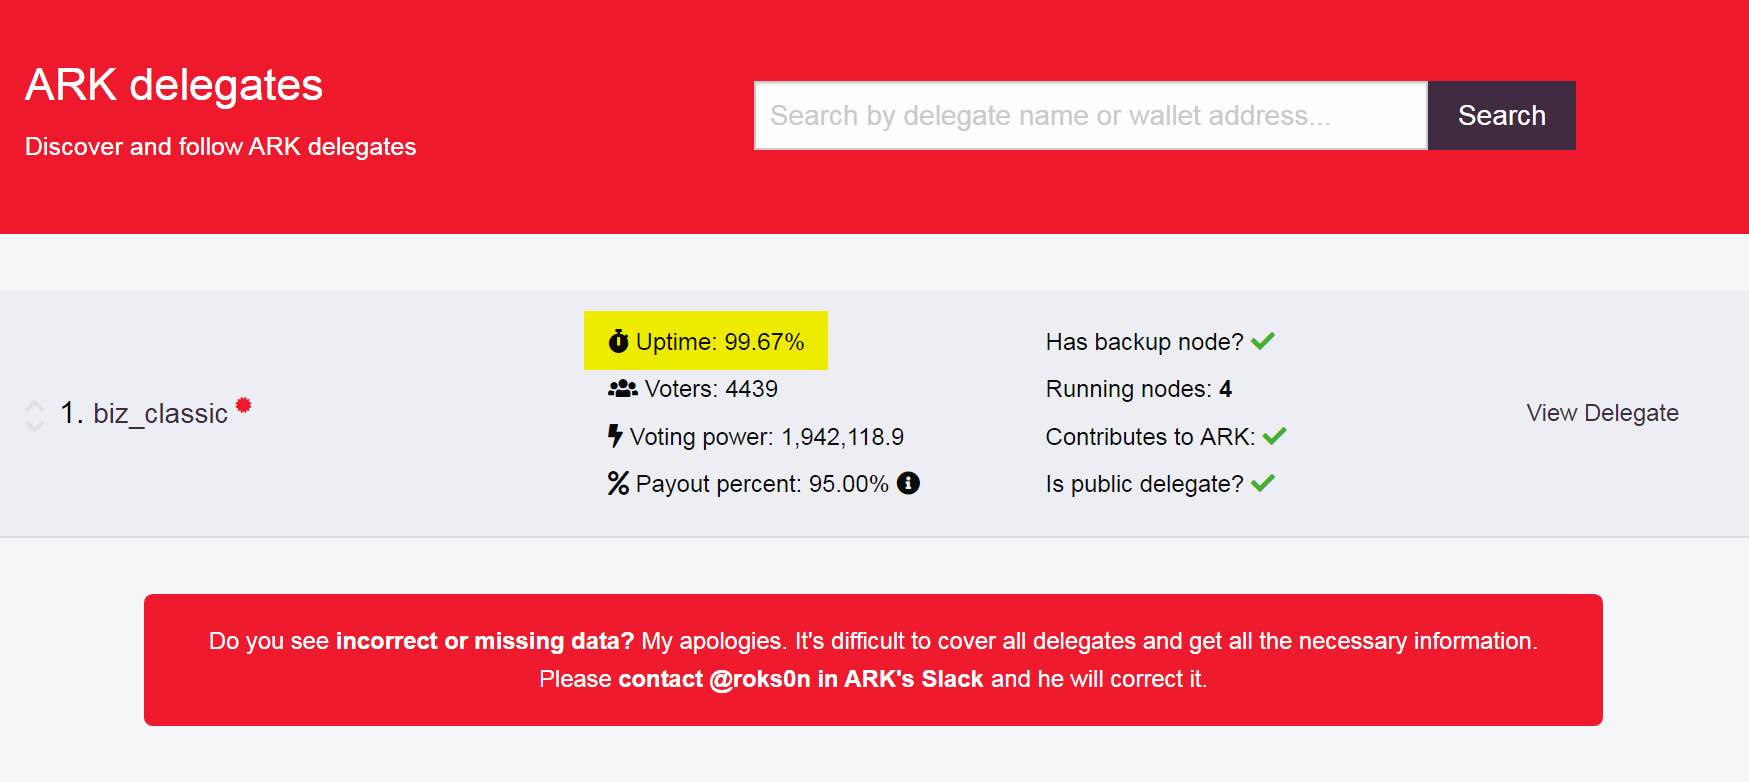 ARK delegates
Discover and follow ARK delegates
Search by delegate name or wallet address...
Search
1. biz_classic
Uptime: 99.67%
Voters: 4439
Voting power: 1,942,118.9
Payout percent: 95.00%
Has backup node?
Running nodes: 4
Contributes to ARK:
Is public delegate?
View Delegate
Do you see incorrect or missing data? My apologies. It's difficult to cover all delegates and get all the necessary information.
Please contact @roks0n in ARK's Slack and he will correct it.